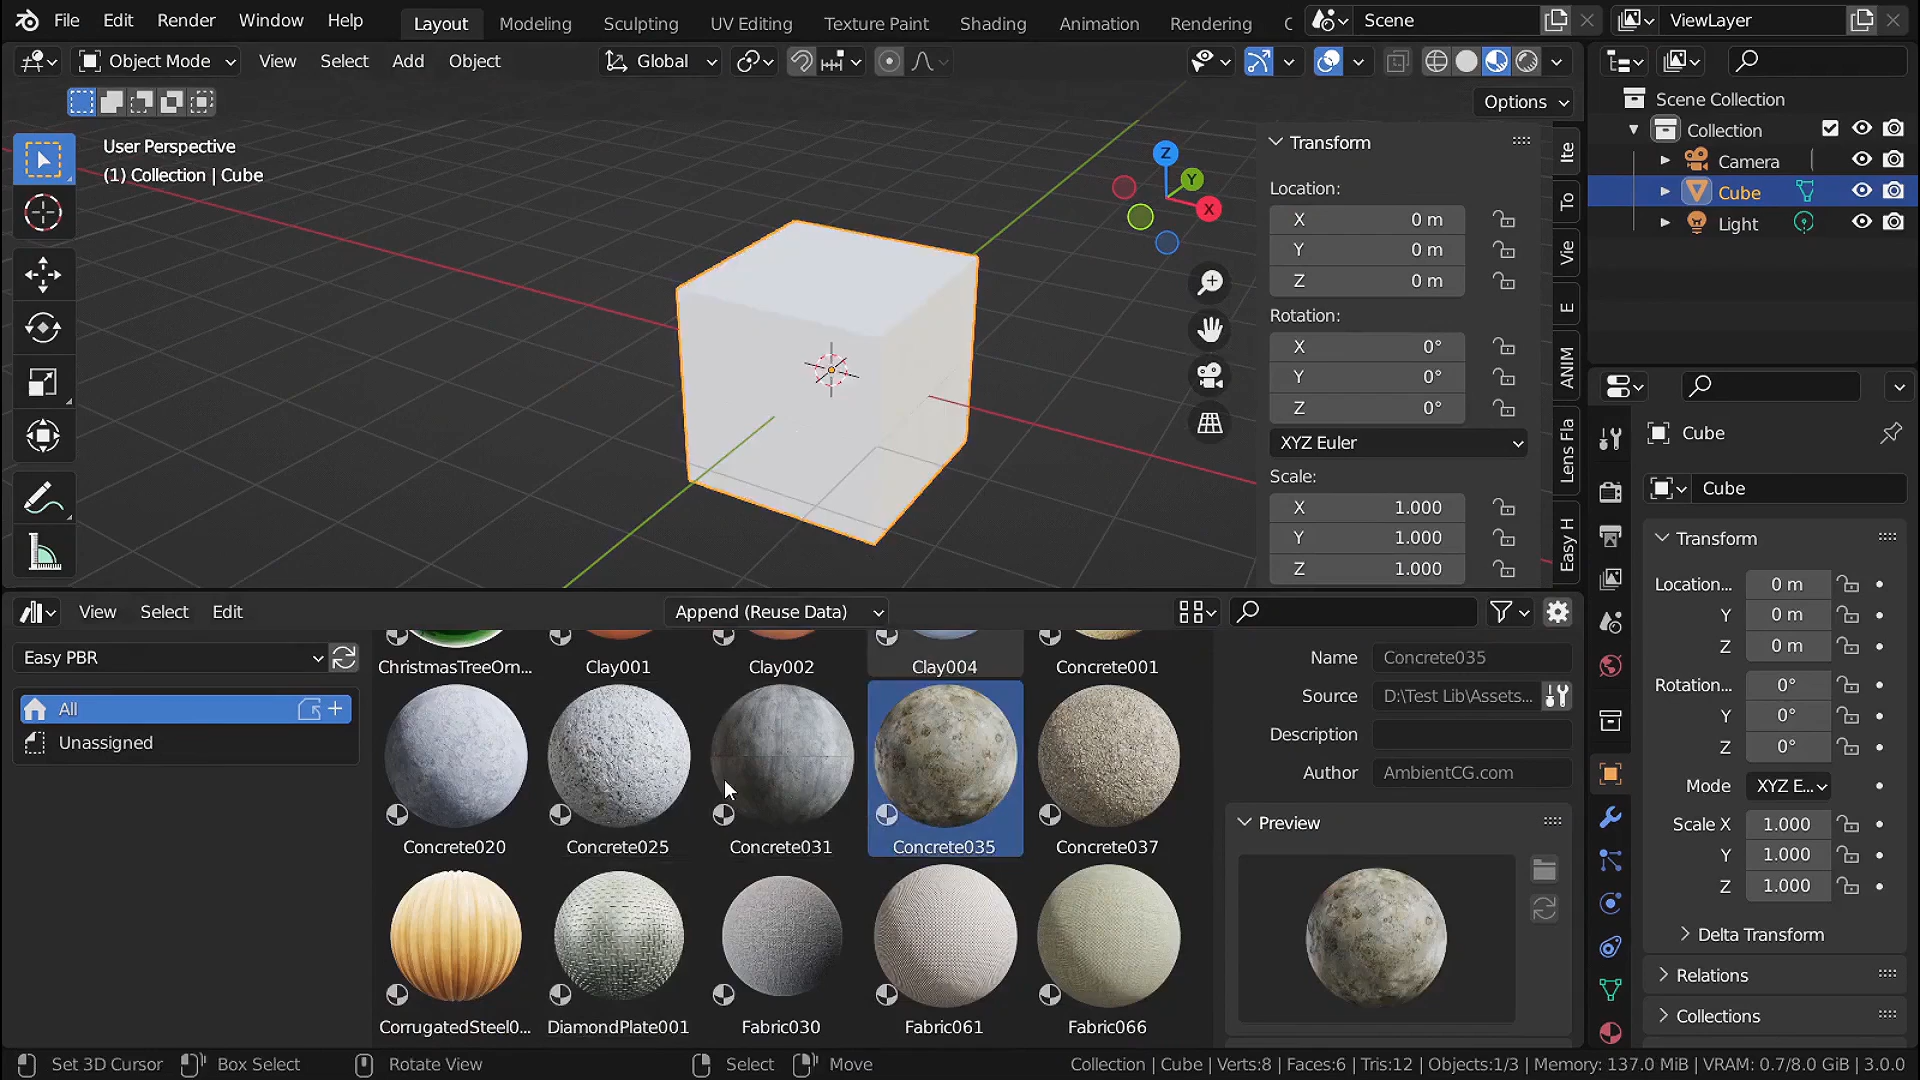 File Edit Render Window Help Layout Modeling Sculpting UV Editing Texture Paint Shading Animation Rendering C Scene ViewLayer
Object Mode View Select Add Object Global
Options
User Perspective
(1) Collection | Cube
Z
Y
X
Transform
Location:
X 0 m
Y 0 m
Z 0 m
Rotation:
X 0°
Y 0°
Z 0°
XYZ Euler
Scale:
X 1.000
Y 1.000
Z 1.000
Ite
To
Vie
E
ANIM
Lens Fla
Easy H
Scene Collection
Collection
Camera
Cube
Light
Cube
Cube
Transform
Location... 0 m
Y 0 m
Z 0 m
Rotation... 0°
Y 0°
Z 0°
Mode XYZ E...
Scale X 1.000
Y 1.000
Z 1.000
Delta Transform
Relations
Collections
View Select Edit Append (Reuse Data)
Easy PBR
All
Unassigned
ChristmasTreeOrn... Clay001 Clay002 Clay004 Concrete001
Concrete020 Concrete025 Concrete031 Concrete035 Concrete037
CorrugatedSteel0... DiamondPlate001 Fabric030 Fabric061 Fabric066
Name Concrete035
Source D:\Test Lib\Assets...
Description
Author AmbientCG.com
Preview
Set 3D Cursor Box Select Rotate View Select Move Collection | Cube | Verts:8 | Faces:6 | Tris:12 | Objects:1/3 | Memory: 137.0 MiB | VRAM: 0.7/8.0 GiB | 3.0.0